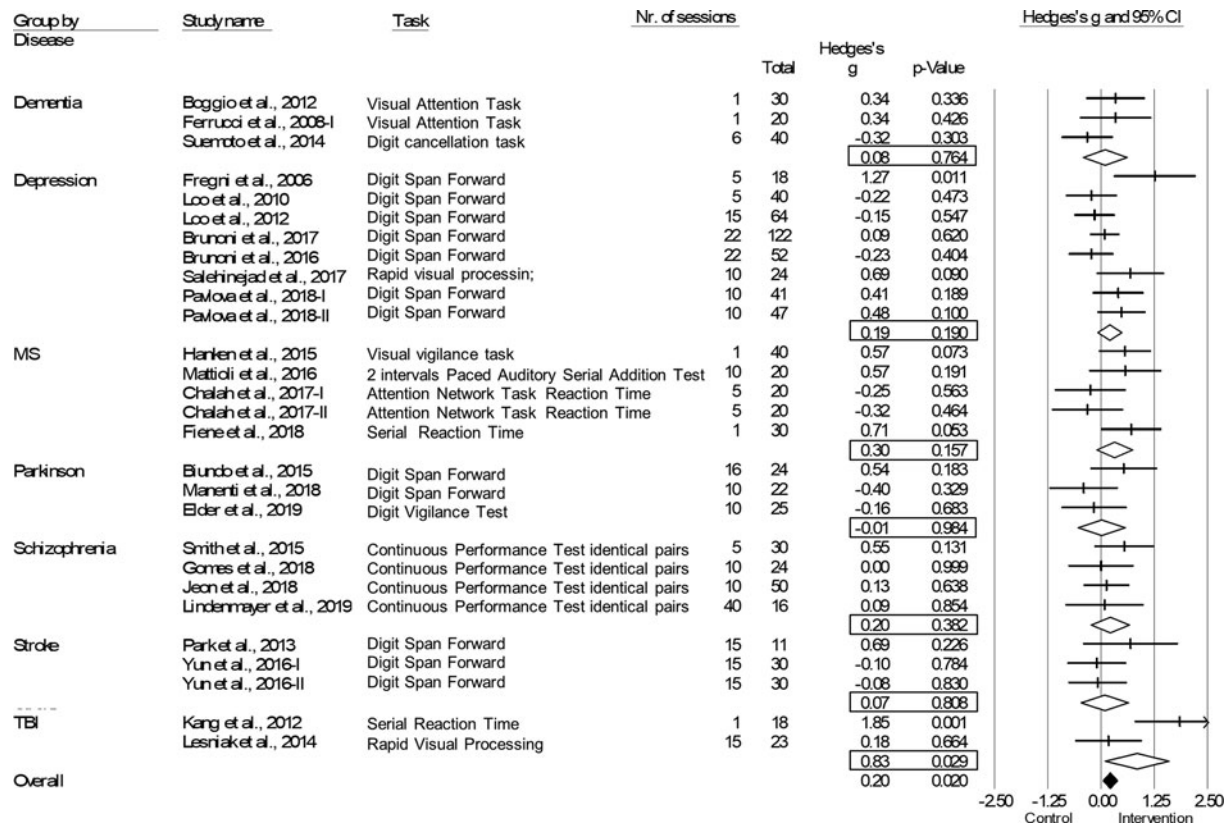 Group by Study name Task Nr. of sessions Hedges's g and 95% CI
Disease
Hedges's
Total g p-Value
Dementia Boggio et al., 2012 Visual Attention Task 1 30 0.34 0.336
Ferrucci et al., 2008-I Visual Attention Task 1 20 0.34 0.426
Suemoto et al., 2014 Digit cancellation task 6 40 -0.32 0.303
0.08 0.764
Depression Fregni et al., 2006 Digit Span Forward 5 18 1.27 0.011
Loo et al., 2010 Digit Span Forward 5 40 -0.22 0.473
Loo et al., 2012 Digit Span Forward 15 64 -0.15 0.547
Brunoni et al., 2017 Digit Span Forward 22 122 0.09 0.620
Brunoni et al., 2016 Digit Span Forward 22 52 -0.23 0.404
Salehinejad et al., 2017 Rapid visual processin; 10 24 0.69 0.090
Pavlova et al., 2018-I Digit Span Forward 10 41 0.41 0.189
Pavlova et al., 2018-II Digit Span Forward 10 47 0.48 0.100
0.19 0.190
MS Hanken et al., 2015 Visual vigilance task 1 40 0.57 0.073
Mattioli et al., 2016 2 intervals Paced Auditory Serial Addition Test 10 20 0.57 0.191
Chalah et al., 2017-I Attention Network Task Reaction Time 5 20 -0.25 0.563
Chalah et al., 2017-II Attention Network Task Reaction Time 5 20 -0.32 0.464
Fiene et al., 2018 Serial Reaction Time 1 30 0.71 0.053
0.30 0.157
Parkinson Biundo et al., 2015 Digit Span Forward 16 24 0.54 0.183
Manenti et al., 2018 Digit Span Forward 10 22 -0.40 0.329
Elder et al., 2019 Digit Vigilance Test 10 25 -0.16 0.683
-0.01 0.984
Schizophrenia Smith et al., 2015 Continuous Performance Test identical pairs 5 30 0.55 0.131
Gomes et al., 2018 Continuous Performance Test identical pairs 10 24 0.00 0.999
Jeon et al., 2018 Continuous Performance Test identical pairs 10 50 0.13 0.638
Lindenmayer et al., 2019 Continuous Performance Test identical pairs 40 16 0.09 0.854
0.20 0.382
Stroke Park et al., 2013 Digit Span Forward 15 11 0.69 0.226
Yun et al., 2016-I Digit Span Forward 15 30 -0.10 0.784
Yun et al., 2016-II Digit Span Forward 15 30 -0.08 0.830
0.07 0.808
TBI Kang et al., 2012 Serial Reaction Time 1 18 1.85 0.001
Lesniak et al., 2014 Rapid Visual Processing 15 23 0.18 0.664
0.83 0.029
Overall 0.20 0.020
-2.50 -1.25 0.00 1.25 2.50
Control Intervention